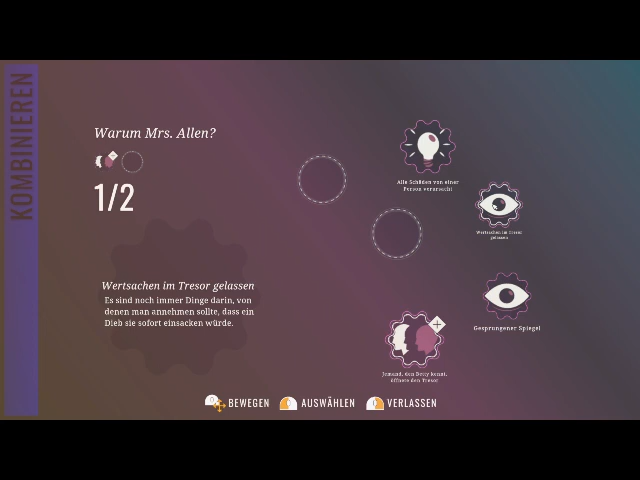 KOMBINIEREN
Warum Mrs. Allen?
1/2
Wertsachen im Tresor gelassen
Es sind noch immer Dinge darin, von
denen man annehmen sollte, dass ein
Dieb sie sofort einsacken würde.
Alle Schäden von einer
Person verursacht
Wertsachen im Tresor
gelassen
Gesprungener Spiegel
Jemand, den Betty kennt,
öffnete den Tresor
BEWEGEN
AUSWÄHLEN
VERLASSEN